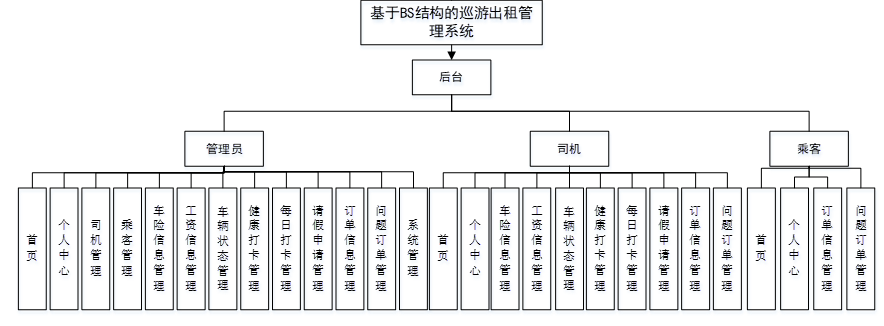 基于BS结构的巡游出租管
理系统
后台
管理员
司机
乘客
首页
个人中心
司机管理
乘客管理
车险信息管理
工资信息管理
车辆状态管理
健康打卡管理
每日打卡管理
请假申请管理
订单信息管理
问题订单管理
系统管理
首页
个人中心
车险信息管理
工资信息管理
车辆状态管理
健康打卡管理
每日打卡管理
请假申请管理
订单信息管理
问题订单管理
首页
个人中心
订单信息管理
问题订单管理